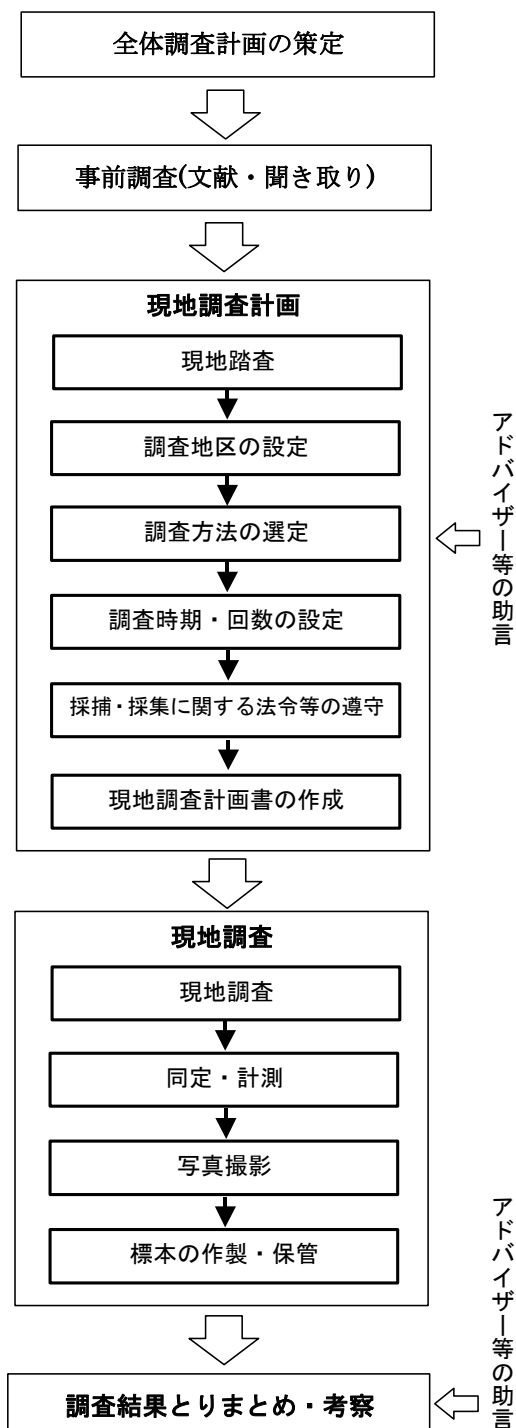 全体調査計画の策定
事前調査(文献・聞き取り)
現地調査計画
現地踏査
調査地区の設定
調査方法の選定
調査時期・回数の設定
採捕・採集に関する法令等の遵守
現地調査計画書の作成
アドバイザー等の助言
現地調査
現地調査
同定・計測
写真撮影
標本の作製・保管
調査結果とりまとめ・考察
アドバイザー等の助言